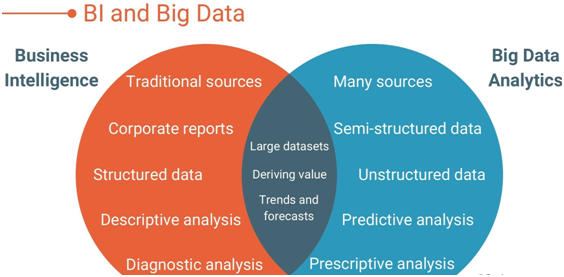 BI and Big Data
Business
Intelligence
Big Data
Analytics
Traditional sources
Corporate reports
Structured data
Descriptive analysis
Diagnostic analysis
Large datasets
Deriving value
Trends and
forecasts
Many sources
Semi-structured data
Unstructured data
Predictive analysis
Prescriptive analysis